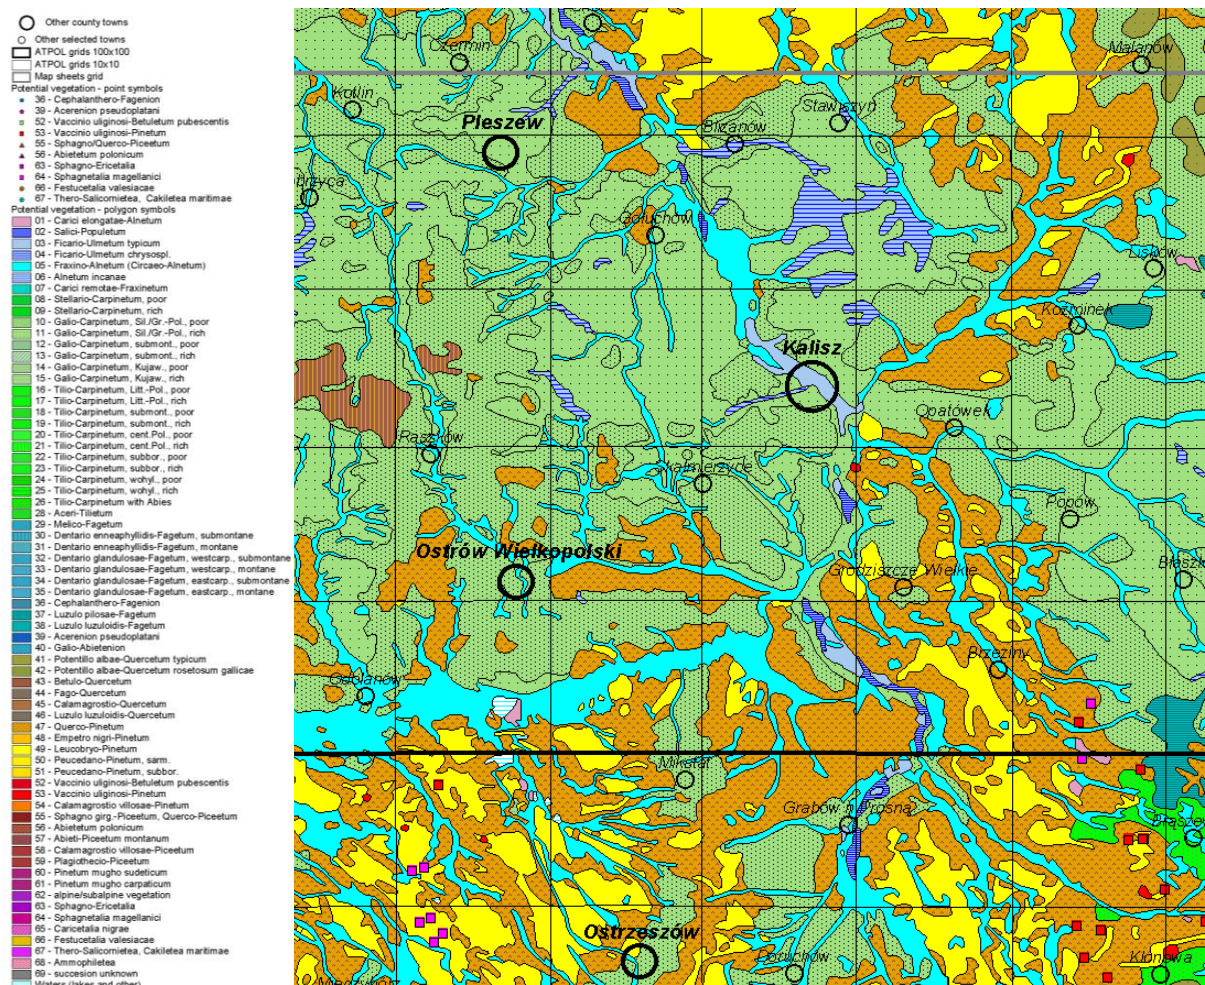 Other county towns
Other selected towns
ATPOL grids 100x100
ATPOL grids 10x10
Map sheets grid
Potential vegetation - point symbols
36 - Cephalanthero-Fagenion
39 - Acerenion pseudoplatani
52 - Vaccinio uliginosi-Betuletum pubescentis
53 - Vaccinio uliginosi-Pinetum
55 - Sphagno/Querco-Piceetum
56 - Abietetum polonicum
63 - Sphagno-Ericetalia
64 - Sphagnetalia magellanici
66 - Festucetalia valesiacae
67 - Thero-Salicornietea, Cakiletea maritimae
Potential vegetation - polygon symbols
01 - Carici elongatae-Alnetum
02 - Salici-Populetum
03 - Ficario-Ulmetum typicum
04 - Ficario-Ulmetum chrysospl.
05 - Fraxino-Alnetum (Circaeo-Alnetum)
06 - Alnetum incanae
07 - Carici remotae-Fraxinetum
08 - Stellario-Carpinetum, poor
09 - Stellario-Carpinetum, rich
10 - Galio-Carpinetum, Sil./Gr.-Pol., poor
11 - Galio-Carpinetum, Sil./Gr.-Pol., rich
12 - Galio-Carpinetum, submont., poor
13 - Galio-Carpinetum, submont., rich
14 - Galio-Carpinetum, Kujaw., poor
15 - Galio-Carpinetum, Kujaw., rich
16 - Tilio-Carpinetum, Litt.-Pol., poor
17 - Tilio-Carpinetum, Litt.-Pol., rich
18 - Tilio-Carpinetum, submont., poor
19 - Tilio-Carpinetum, submont., rich
20 - Tilio-Carpinetum, cent.Pol., poor
21 - Tilio-Carpinetum, cent.Pol., rich
22 - Tilio-Carpinetum, subbor., poor
23 - Tilio-Carpinetum, subbor., rich
24 - Tilio-Carpinetum, wohyl., poor
25 - Tilio-Carpinetum, wohyl., rich
26 - Tilio-Carpinetum with Abies
28 - Aceri-Tilietum
29 - Melico-Fagetum
30 - Dentario enneaphyllidis-Fagetum, submontane
31 - Dentario enneaphyllidis-Fagetum, montane
32 - Dentario glandulosae-Fagetum, westcarp., submontane
33 - Dentario glandulosae-Fagetum, westcarp., montane
34 - Dentario glandulosae-Fagetum, eastcarp., submontane
35 - Dentario glandulosae-Fagetum, eastcarp., montane
36 - Cephalanthero-Fagenion
37 - Luzulo pilosae-Fagetum
38 - Luzulo luzuloidis-Fagetum
39 - Acerenion pseudoplatani
40 - Galio-Abietenion
41 - Potentillo albae-Quercetum typicum
42 - Potentillo albae-Quercetum rosetosum gallicae
43 - Betulo-Quercetum
44 - Fago-Quercetum
45 - Calamagrostio-Quercetum
46 - Luzulo luzuloidis-Quercetum
47 - Querco-Pinetum
48 - Empetro nigri-Pinetum
49 - Leucobryo-Pinetum
50 - Peucedano-Pinetum, sarm.
51 - Peucedano-Pinetum, subbor.
52 - Vaccinio uliginosi-Betuletum pubescentis
53 - Vaccinio uliginosi-Pinetum
54 - Calamagrostio villosae-Pinetum
55 - Sphagno girg.-Piceetum, Querco-Piceetum
56 - Abietetum polonicum
57 - Abieti-Piceetum montanum
58 - Calamagrostio villosae-Piceetum
59 - Plagiothecio-Piceetum
60 - Pinetum mugho sudeticum
61 - Pinetum mugho carpaticum
62 - alpine/subalpine vegetation
63 - Sphagno-Ericetalia
64 - Sphagnetalia magellanici
65 - Caricetalia nigrae
66 - Festucetalia valesiacae
67 - Thero-Salicornietea, Cakiletea maritimae
68 - Ammophiletea
69 - succesion unknown
Waters (lakes and other)
Czermin
Malanów
Kotlin
Stawiszyn
Pleszew
Blizanów
Gołuchów
Lisków
Koźminek
Kalisz
Opatówek
Raszków
Skalmierzyce
Popów
Ostrów Wielkopolski
Grodziszcze Wielkie
Brzeziny
Mikstat
Grabów n.Prosną
Ostrzeszów
Doruchów
Klonowa